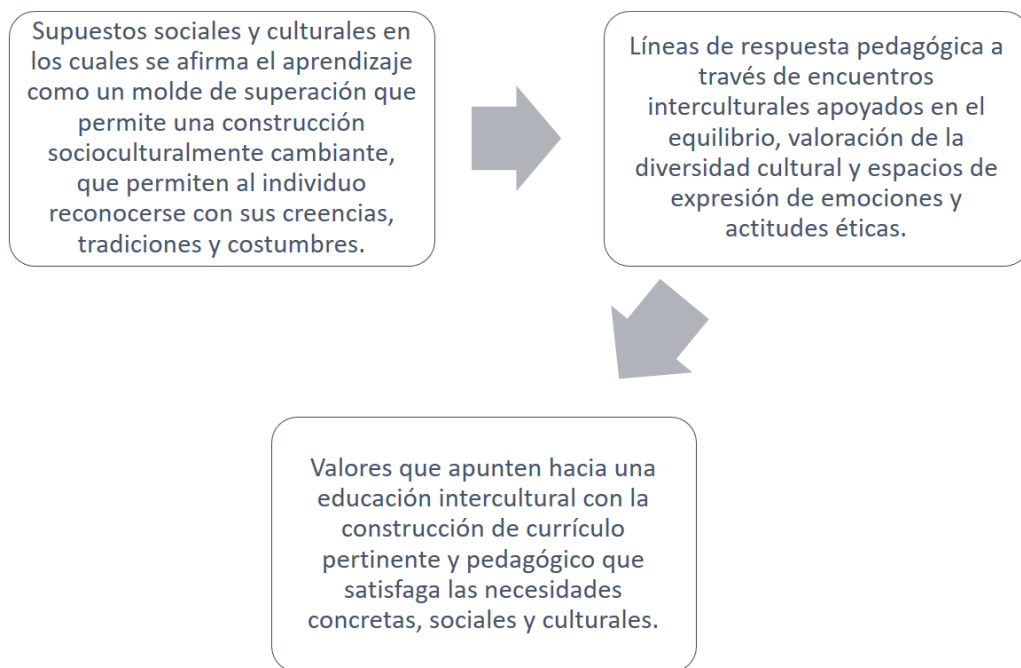 Supuestos sociales y culturales en
los cuales se afirma el aprendizaje
como un molde de superación que
permite una construcción
socioculturalmente cambiante,
que permiten al individuo
reconocerse con sus creencias,
tradiciones y costumbres.
Líneas de respuesta pedagógica a
través de encuentros
interculturales apoyados en el
equilibrio, valoración de la
diversidad cultural y espacios de
expresión de emociones y
actitudes éticas.
Valores que apunten hacia una
educación intercultural con la
construcción de currículo
pertinente y pedagógico que
satisfaga las necesidades
concretas, sociales y culturales.